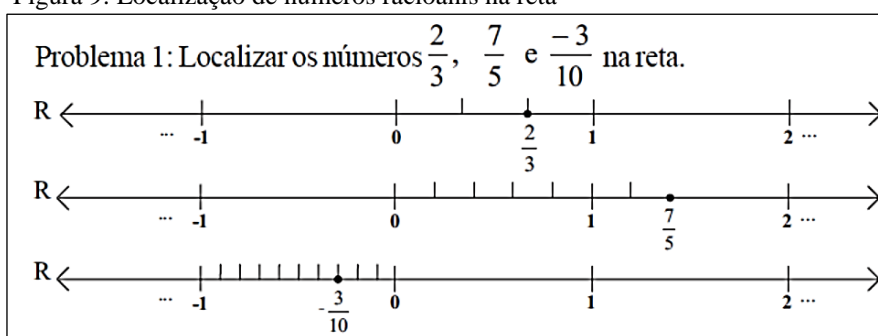 Figura 9: Localização de números racioanis na reta
Problema 1: Localizar os números 2/3, 7/5 e -3/10 na reta.
R
... -1 0 2/3 1 2 ...
R
... -1 0 1 7/5 2 ...
R
... -1 -3/10 0 1 2 ...